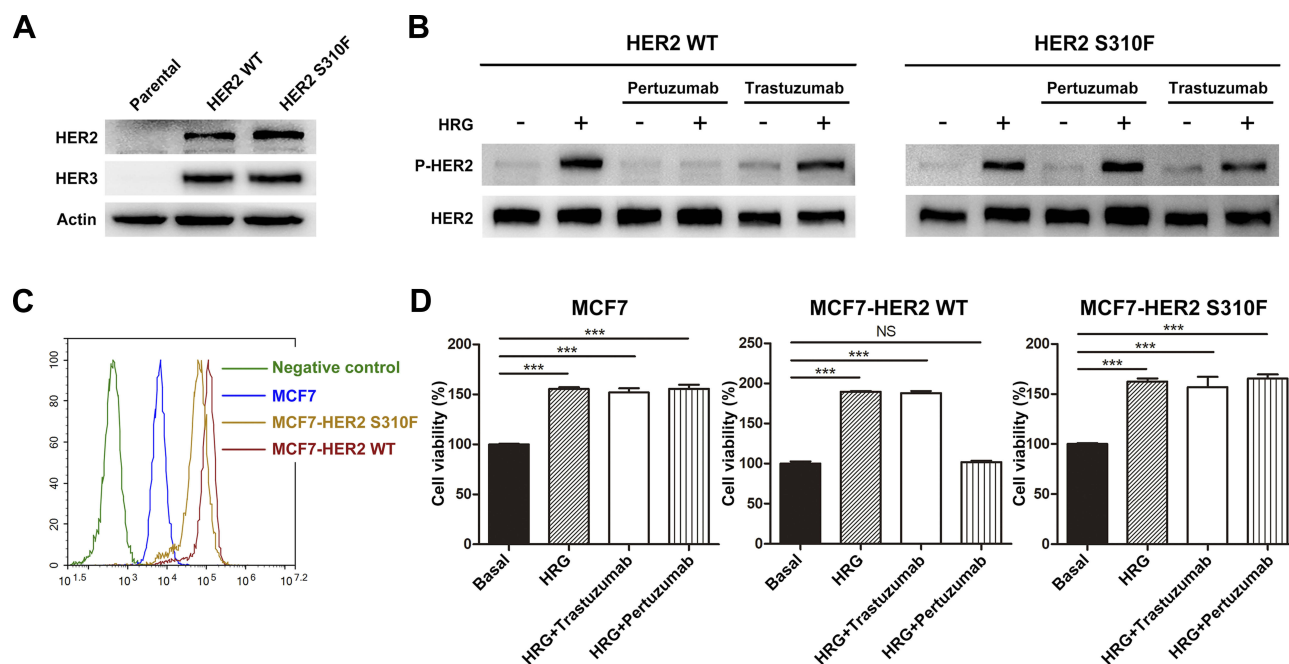 A
Parental
HER2 WT
HER2 S310F
HER2
HER3
Actin
B
HER2 WT
HER2 S310F
Pertuzumab
Trastuzumab
Pertuzumab
Trastuzumab
HRG - + - + - + - + - + - +
P-HER2
HER2
C
100
80
60
40
20
0
10^1.5 10^3 10^4 10^5 10^6 10^7.2
Negative control
MCF7
MCF7-HER2 S310F
MCF7-HER2 WT
D
MCF7
***
***
***
Cell viability (%)
200
150
100
50
0
Basal
HRG
HRG+Trastuzumab
HRG+Pertuzumab
MCF7-HER2 WT
NS
***
***
Cell viability (%)
250
200
150
100
50
0
Basal
HRG
HRG+Trastuzumab
HRG+Pertuzumab
MCF7-HER2 S310F
***
***
***
Cell viability (%)
200
150
100
50
0
Basal
HRG
HRG+Trastuzumab
HRG+Pertuzumab